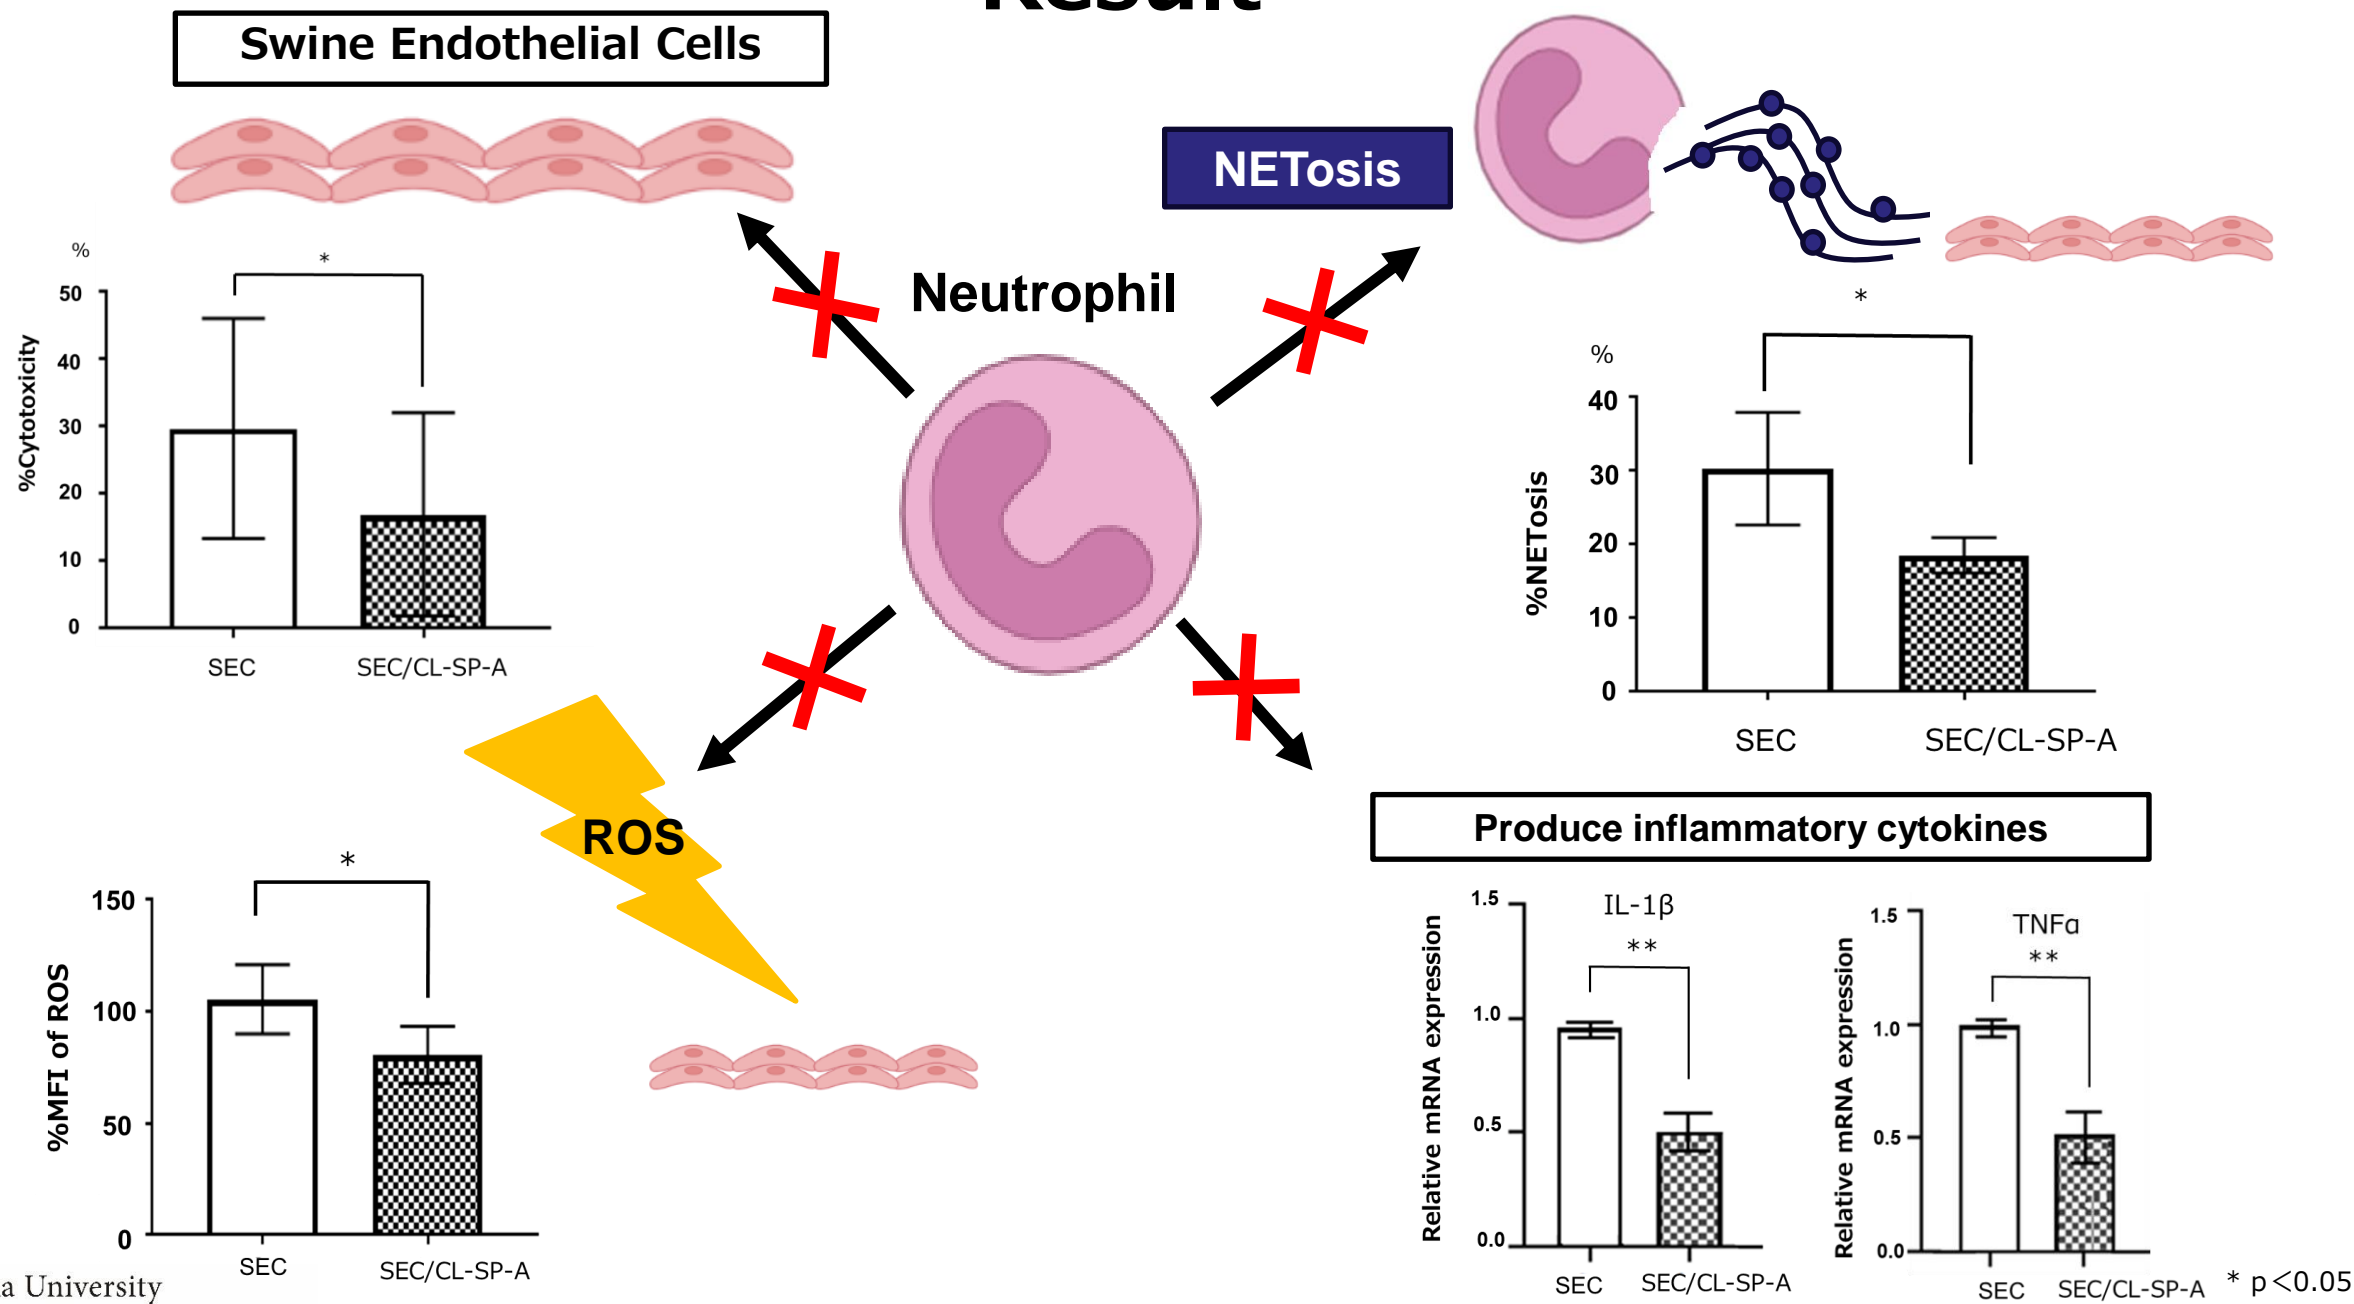 Result
Swine Endothelial Cells
NETosis
Neutrophil
%
*
50
40
30
20
10
0
%Cytotoxicity
SEC
SEC/CL-SP-A
*
%
40
30
20
10
0
%NETosis
SEC
SEC/CL-SP-A
ROS
*
150
100
50
0
%MFI of ROS
SEC
SEC/CL-SP-A
Produce inflammatory cytokines
IL-1β
**
1.5
1.0
0.5
0.0
Relative mRNA expression
SEC
SEC/CL-SP-A
TNFα
**
1.5
1.0
0.5
0.0
Relative mRNA expression
SEC
SEC/CL-SP-A
* p<0.05
a University